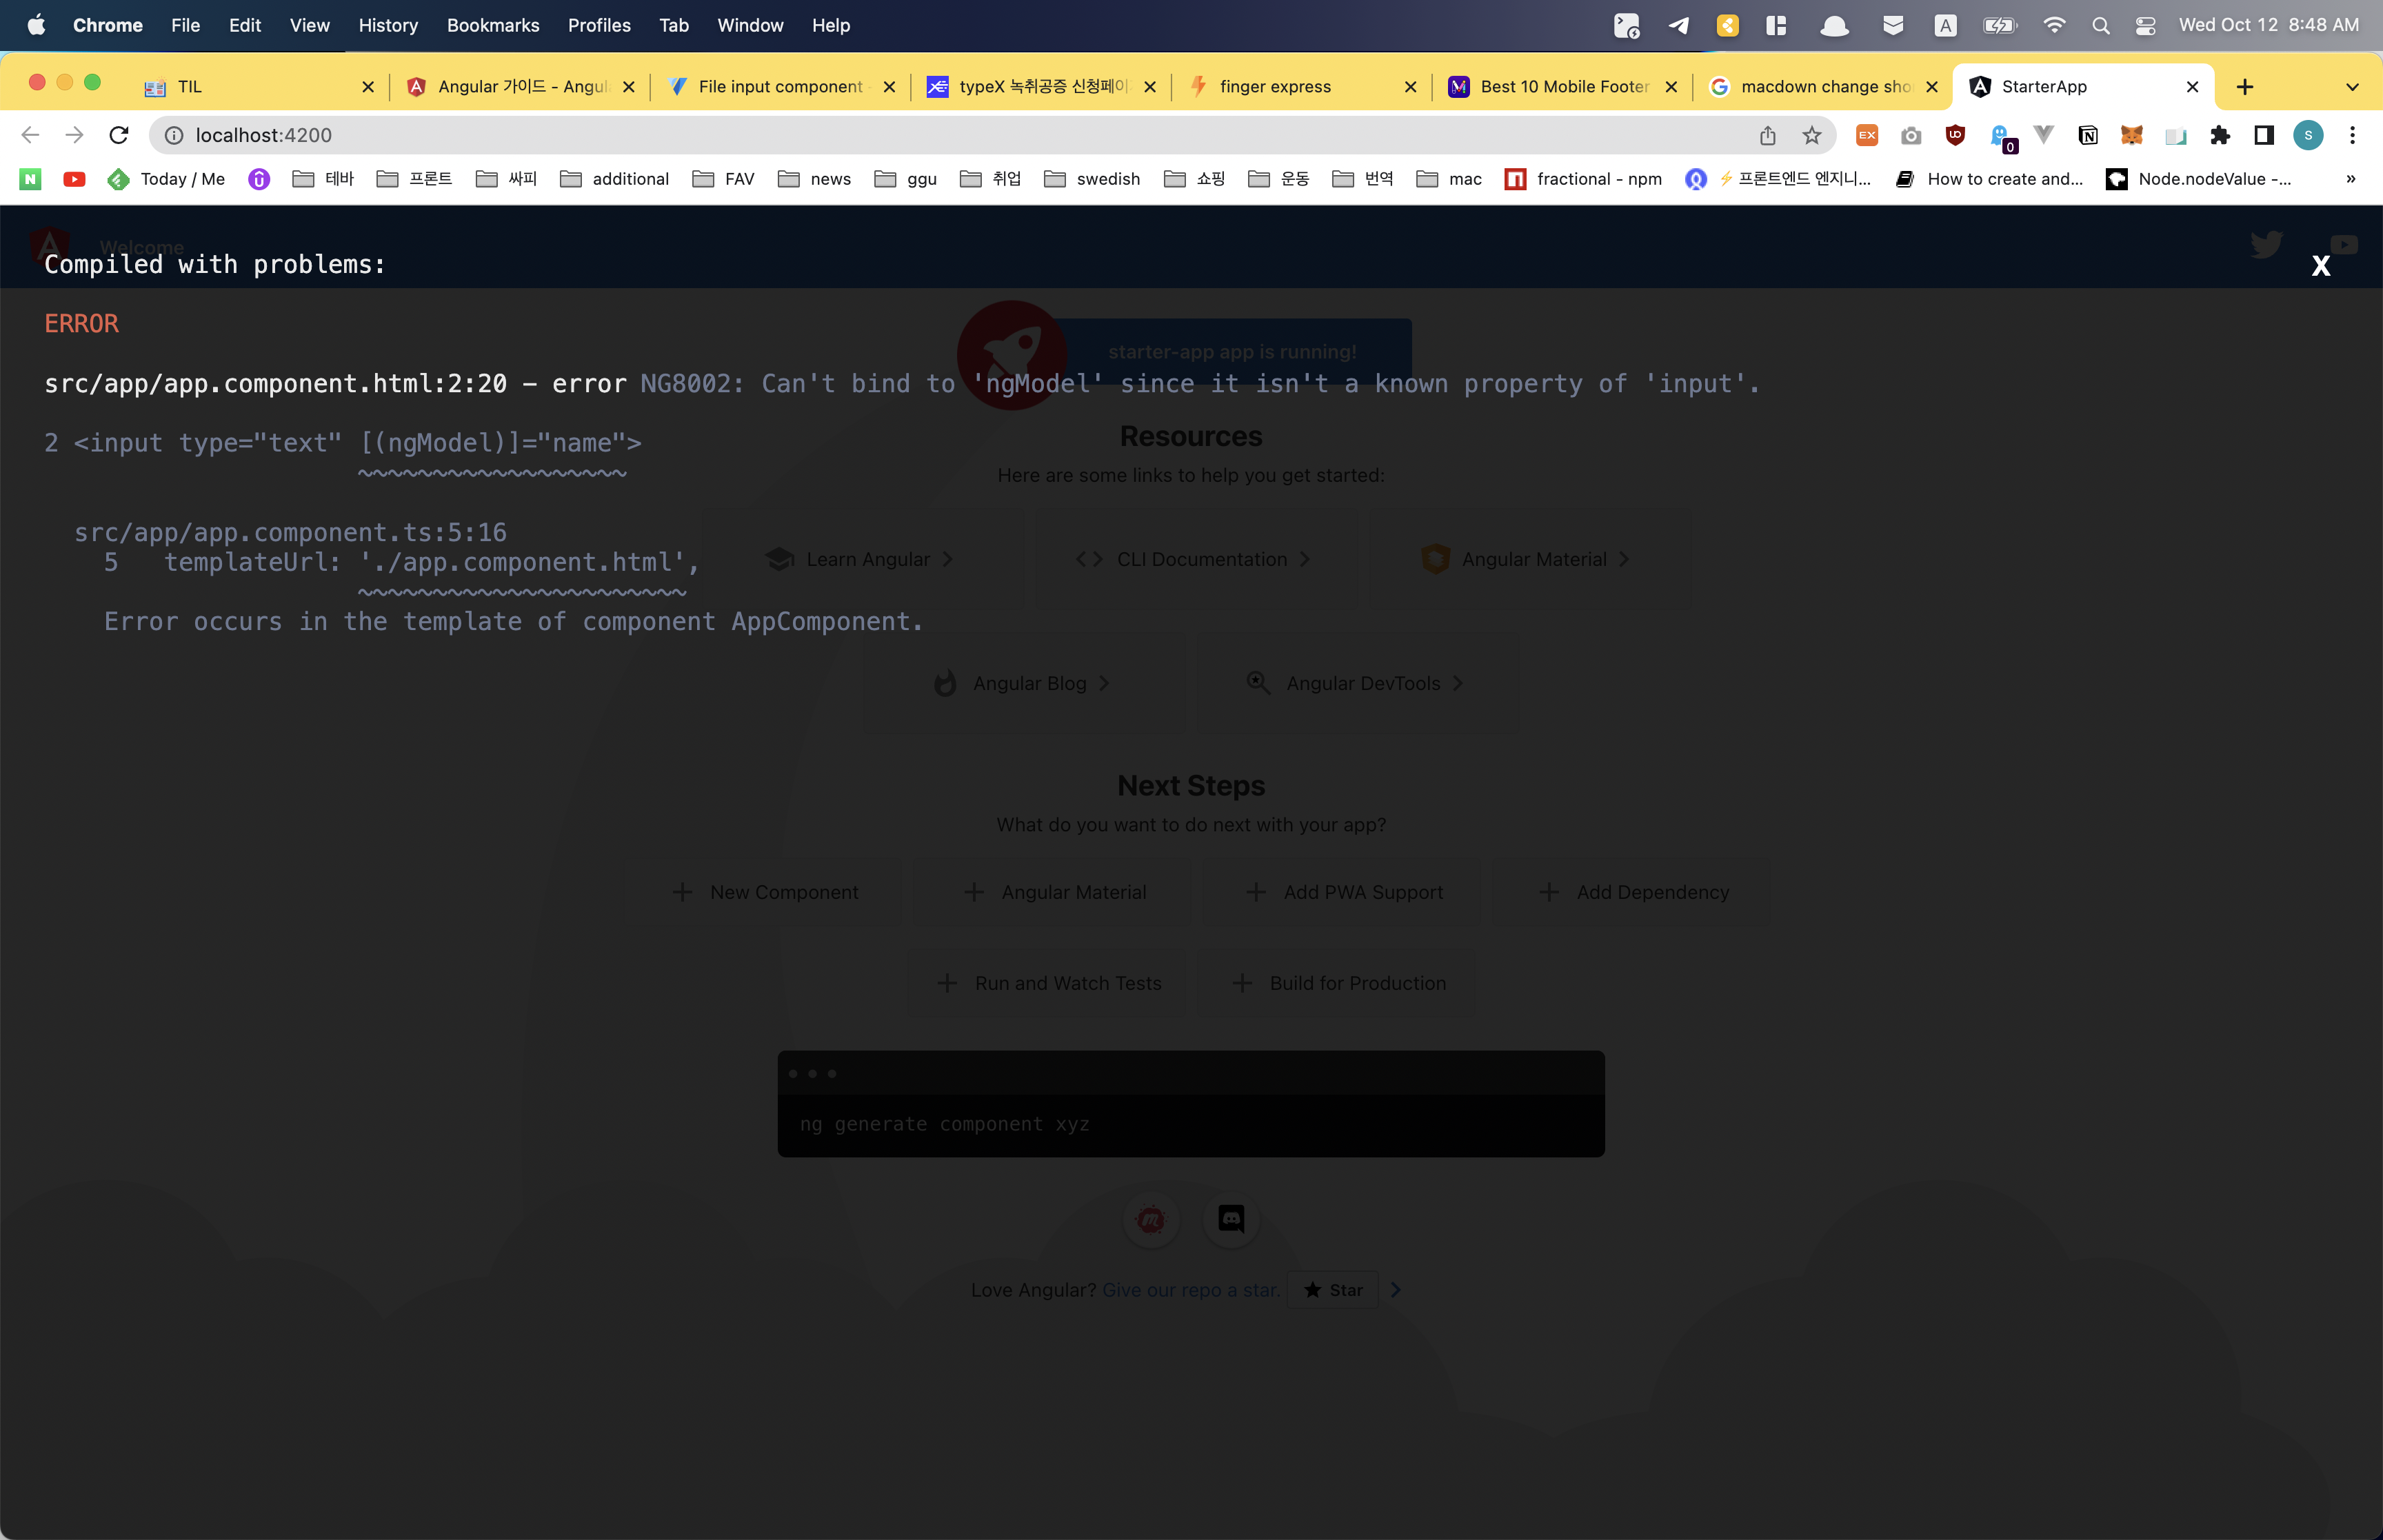 Chrome File Edit View History Bookmarks Profiles Tab Window Help A Wed Oct 12 8:48 AM
TIL Angular 가이드 - Angul File input component typeX 녹취공증 신청페이 finger express Best 10 Mobile Footer macdown change sho StarterApp
localhost:4200 EX 0 S
N Today / Me 테바 프론트 싸피 additional FAV news ggu 취업 swedish 쇼핑 운동 번역 mac fractional - npm ⚡프론트엔드 엔지니... How to create and... Node.nodeValue -... »
Welcome
Compiled with problems:
X
ERROR
starter-app app is running!
src/app/app.component.html:2:20 - error NG8002: Can't bind to 'ngModel' since it isn't a known property of 'input'.
Resources
2 <input type="text" [(ngModel)]="name">
~~~~~~~~~~~~~~~~~~
Here are some links to help you get started:
src/app/app.component.ts:5:16
5 templateUrl: './app.component.html',
~~~~~~~~~~~~~~~~~~~~~~
Learn Angular CLI Documentation Angular Material
Error occurs in the template of component AppComponent.
Angular Blog Angular DevTools
Next Steps
What do you want to do next with your app?
New Component Angular Material Add PWA Support Add Dependency
Run and Watch Tests Build for Production
ng generate component xyz
Love Angular? Give our repo a star. Star